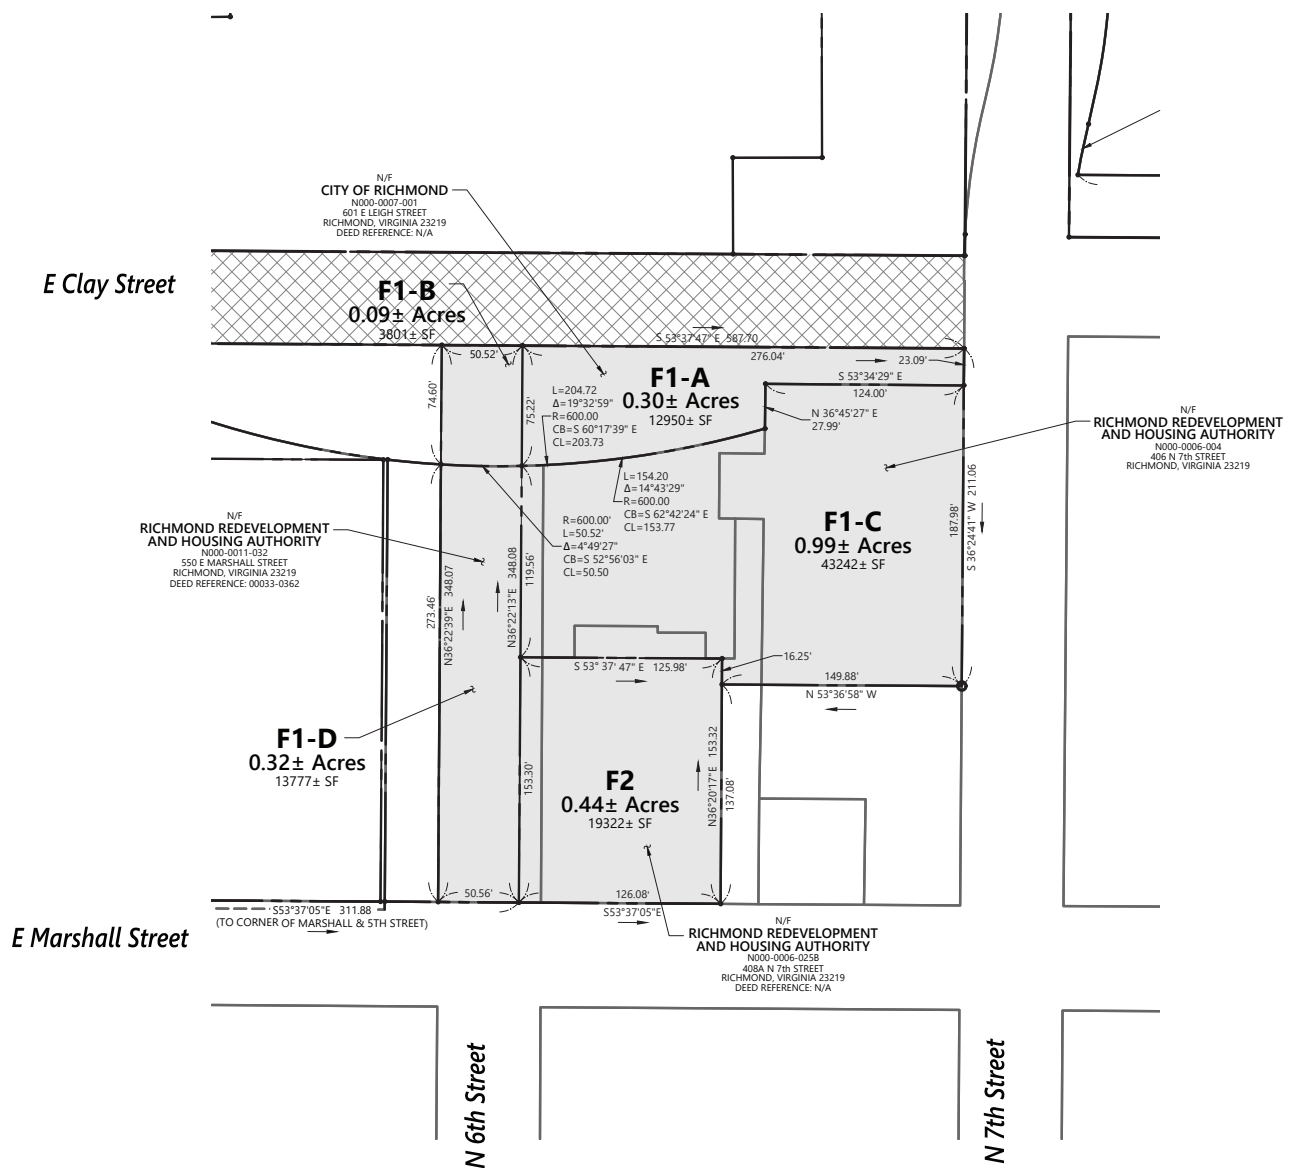 N/F
CITY OF RICHMOND
N000-0007-001
601 E LEIGH STREET
RICHMOND, VIRGINIA 23219
DEED REFERENCE: N/A
E Clay Street
F1-B
0.09± Acres
3801± SF
S 53°37'47" E 587.70
50.52'
276.04'
23.09'
S 53°34'29" E
124.00'
F1-A
0.30± Acres
12950± SF
74.60'
75.22'
L=204.72
Δ=19°32'59"
R=600.00
CB=S 60°17'39" E
CL=203.73
N 36°45'27" E
27.99'
N/F
RICHMOND REDEVELOPMENT
AND HOUSING AUTHORITY
N000-0006-004
406 N 7th STREET
RICHMOND, VIRGINIA 23219
L=154.20
Δ=14°43'29"
R=600.00
CB=S 62°42'24" E
CL=153.77
R=600.00'
L=50.52'
Δ=4°49'27"
CB=S 52°56'03" E
CL=50.50
N/F
RICHMOND REDEVELOPMENT
AND HOUSING AUTHORITY
N000-0011-032
550 E MARSHALL STREET
RICHMOND, VIRGINIA 23219
DEED REFERENCE: 00033-0362
F1-C
0.99± Acres
43242± SF
187.98'
S 36°24'41" W 211.06
273.46'
N36°22'39"E 348.07
N36°22'13"E 348.08
119.56'
S 53° 37' 47" E 125.98'
16.25'
149.88'
N 53°36'58" W
F1-D
0.32± Acres
13777± SF
153.30'
F2
0.44± Acres
19322± SF
N36°20'17"E 153.32
137.08'
50.56'
126.08'
S53°37'05"E
S53°37'05"E 311.88
(TO CORNER OF MARSHALL & 5TH STREET)
E Marshall Street
N/F
RICHMOND REDEVELOPMENT
AND HOUSING AUTHORITY
N000-0006-025B
408A N 7th STREET
RICHMOND, VIRGINIA 23219
DEED REFERENCE: N/A
N 6th Street
N 7th Street